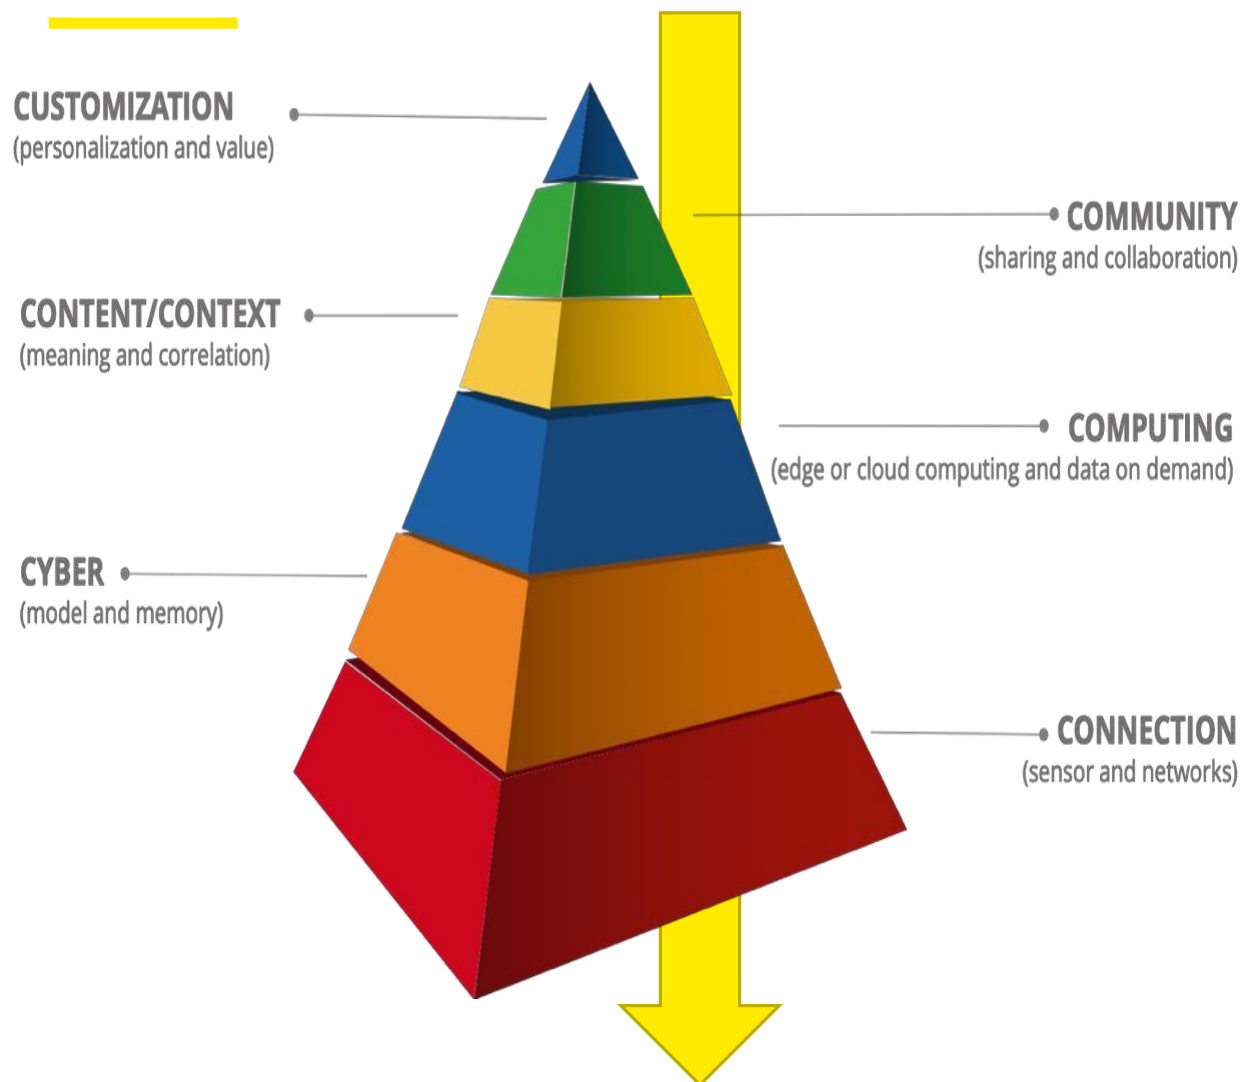 CUSTOMIZATION
(personalization and value)
COMMUNITY
(sharing and collaboration)
CONTENT/CONTEXT
(meaning and correlation)
COMPUTING
(edge or cloud computing and data on demand)
CYBER
(model and memory)
CONNECTION
(sensor and networks)